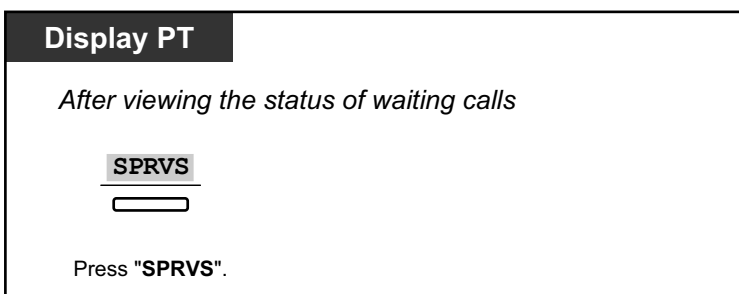 Display PT
After viewing the status of waiting calls
SPRVS
Press "SPRVS".